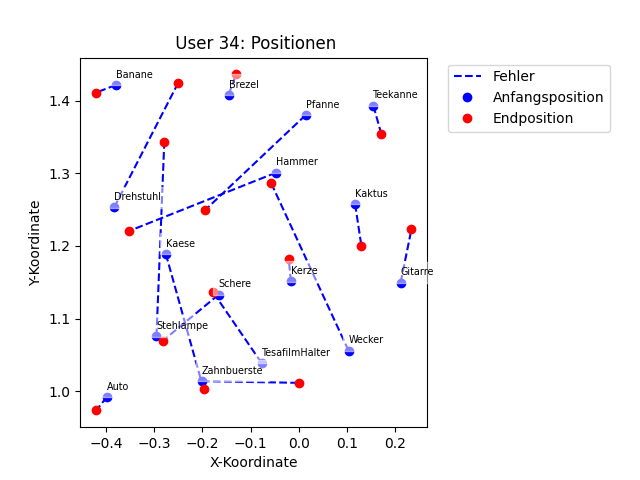 User 34: Positionen
Fehler
Anfangsposition
Endposition
Banane
Brezel
Teekanne
Pfanne
Hammer
Drehstuhl
Kaktus
Kaese
Kerze
Gitarre
Schere
Stehlampe
Wecker
TesafilmHalter
Zahnbuerste
Auto
Y-Koordinate
1.4
1.3
1.2
1.1
1.0
−0.4 −0.3 −0.2 −0.1 0.0 0.1 0.2
X-Koordinate